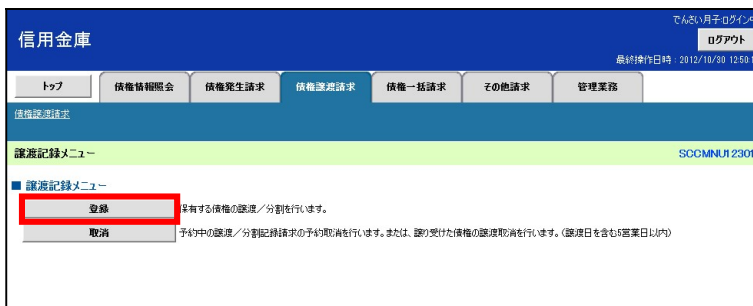 でんさい月子:ログイン中
信用金庫
ログアウト
最終操作日時：2012/10/30 12:50:1
トップ
債権情報照会
債権発生請求
債権譲渡請求
債権一括請求
その他請求
管理業務
債権譲渡請求
譲渡記録メニュー
SCCMNU12301
■ 譲渡記録メニュー
登録
保有する債権の譲渡／分割を行います。
取消
予約中の譲渡／分割記録請求の予約取消を行います。または、譲り受けた債権の譲渡取消を行います。（譲渡日を含む5営業日以内）